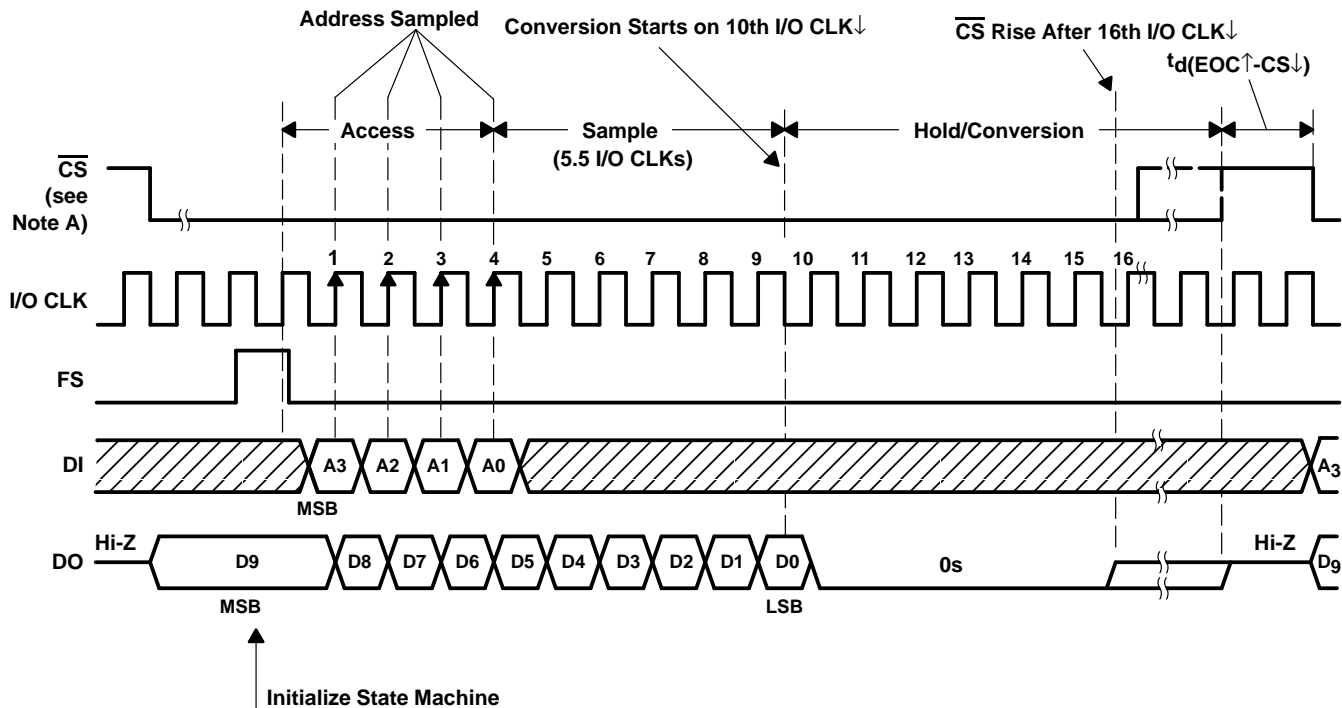 Address Sampled
Conversion Starts on 10th I/O CLK↓
CS Rise After 16th I/O CLK↓
td(EOC↑-CS↓)
Access
Sample
(5.5 I/O CLKs)
Hold/Conversion
CS
(see
Note A)
1 2 3 4 5 6 7 8 9 10 11 12 13 14 15 16
I/O CLK
FS
DI
A3 A2 A1 A0 A3
MSB
Hi-Z
DO
D9 D8 D7 D6 D5 D4 D3 D2 D1 D0 0s Hi-Z D9
MSB
LSB
Initialize State Machine